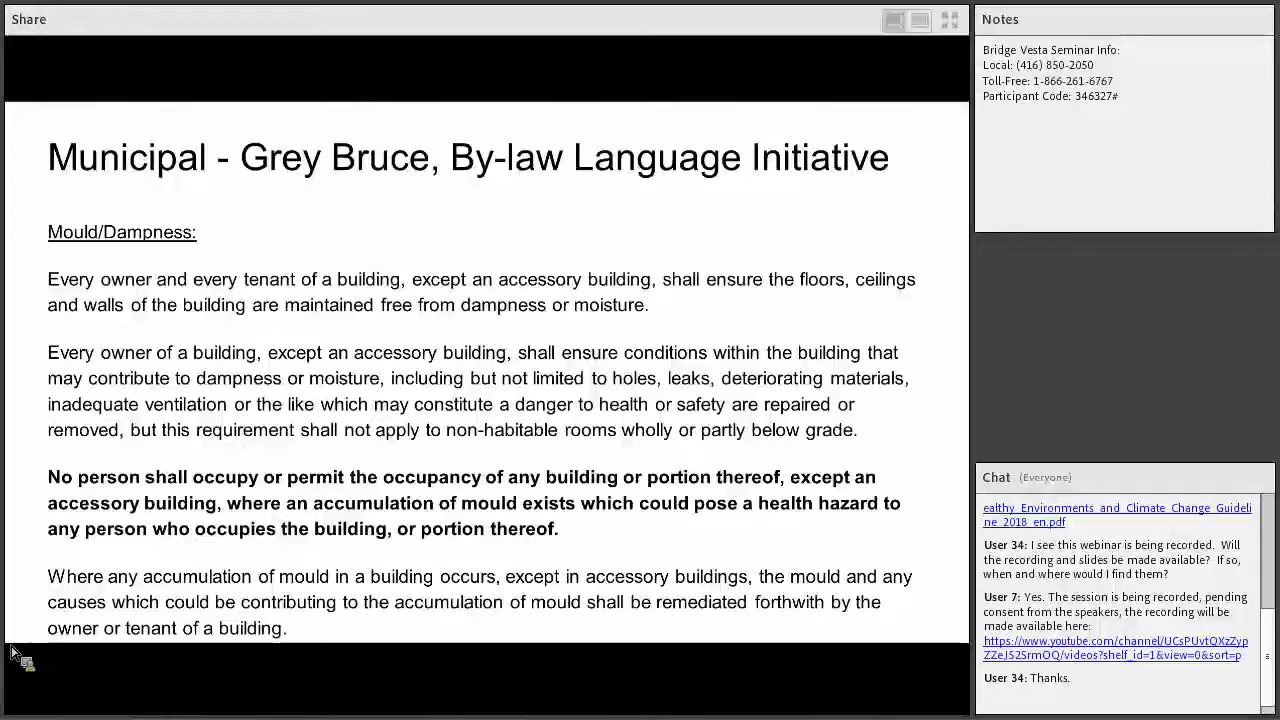 Share
Municipal - Grey Bruce, By-law Language Initiative
Mould/Dampness:
Every owner and every tenant of a building, except an accessory building, shall ensure the floors, ceilings
and walls of the building are maintained free from dampness or moisture.
Every owner of a building, except an accessory building, shall ensure conditions within the building that
may contribute to dampness or moisture, including but not limited to holes, leaks, deteriorating materials,
inadequate ventilation or the like which may constitute a danger to health or safety are repaired or
removed, but this requirement shall not apply to non-habitable rooms wholly or partly below grade.
No person shall occupy or permit the occupancy of any building or portion thereof, except an
accessory building, where an accumulation of mould exists which could pose a health hazard to
any person who occupies the building, or portion thereof.
Where any accumulation of mould in a building occurs, except in accessory buildings, the mould and any
causes which could be contributing to the accumulation of mould shall be remediated forthwith by the
owner or tenant of a building.
Notes
Bridge Vesta Seminar Info:
Local: (416) 850-2050
Toll-Free: 1-866-261-6767
Participant Code: 346327#
Chat (Everyone)
ealthy_Environments_and_Climate_Change_Guideli
ne_2018_en.pdf
User 34: I see this webinar is being recorded. Will
the recording and slides be made available? If so,
when and where would I find them?
User 7: Yes. The session is being recorded, pending
consent from the speakers, the recording will be
made available here:
https://www.youtube.com/channel/UCsPUvtQXzZyp
ZZeJ52SrmOQ/videos?shelf_id=1&view=0&sort=p
User 34: Thanks.